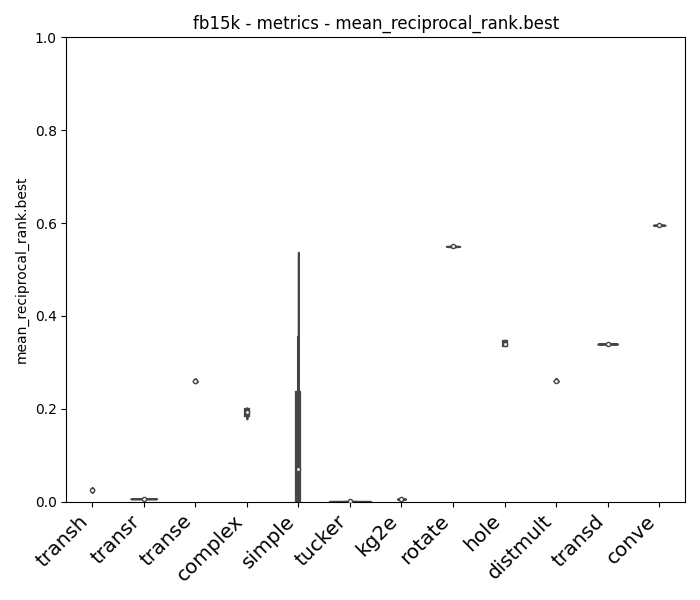 fb15k - metrics - mean_reciprocal_rank.best
mean_reciprocal_rank.best
1.0
0.8
0.6
0.4
0.2
0.0
transh
transr
transe
complex
simple
tucker
kg2e
rotate
hole
distmult
transd
conve